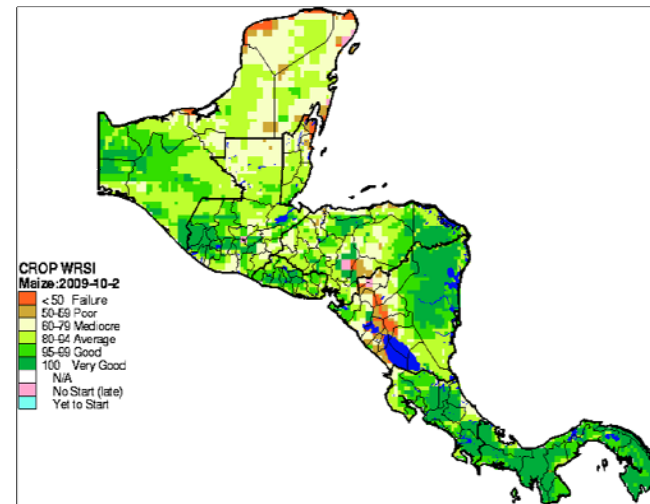 CROP WRSI
Maize:2009-10-2
< 50 Failure
50-59 Poor
60-79 Mediocre
80-94 Average
95-99 Good
100 Very Good
N/A
No Start (late)
Yet to Start